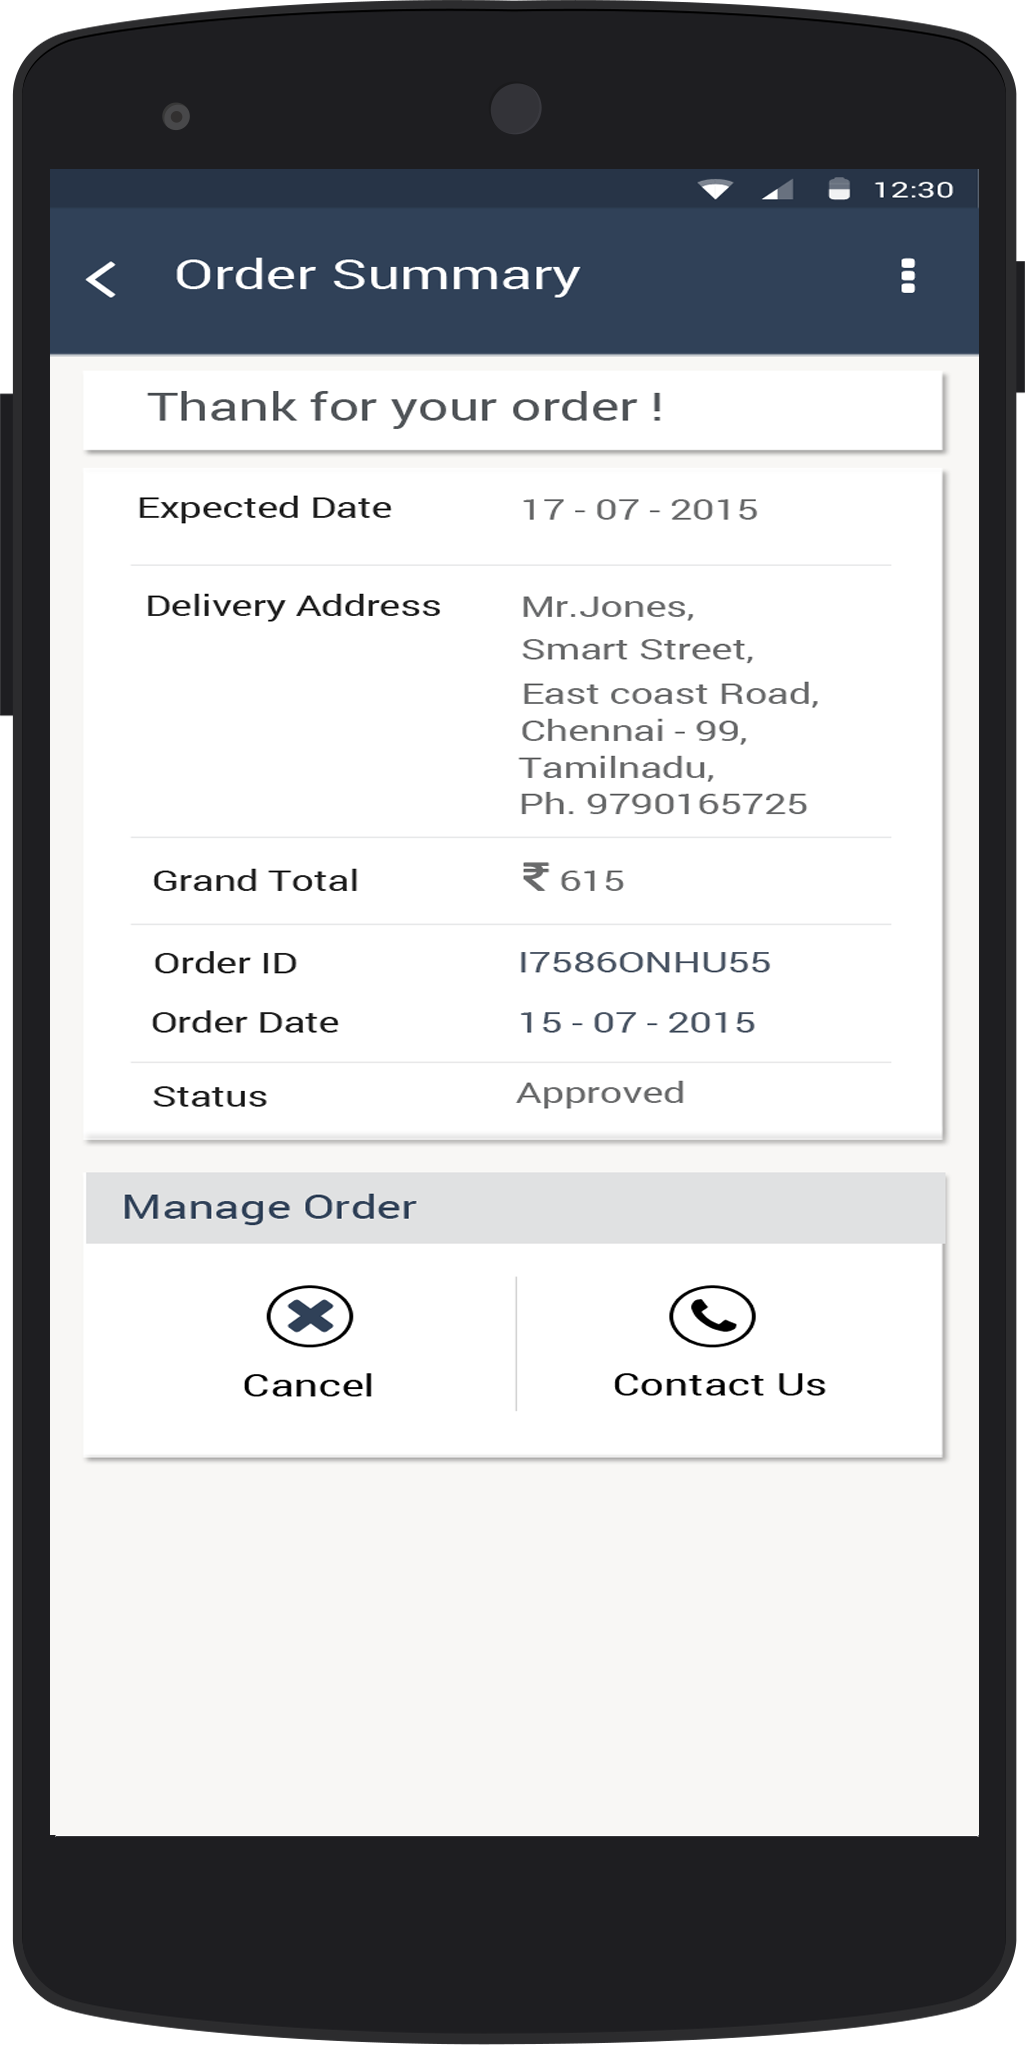 12:30
Order Summary
Thank for your order !
Expected Date 17 - 07 - 2015
Delivery Address Mr.Jones,
Smart Street,
East coast Road,
Chennai - 99,
Tamilnadu,
Ph. 9790165725
Grand Total ₹ 615
Order ID I7586ONHU55
Order Date 15 - 07 - 2015
Status Approved
Manage Order
Cancel Contact Us